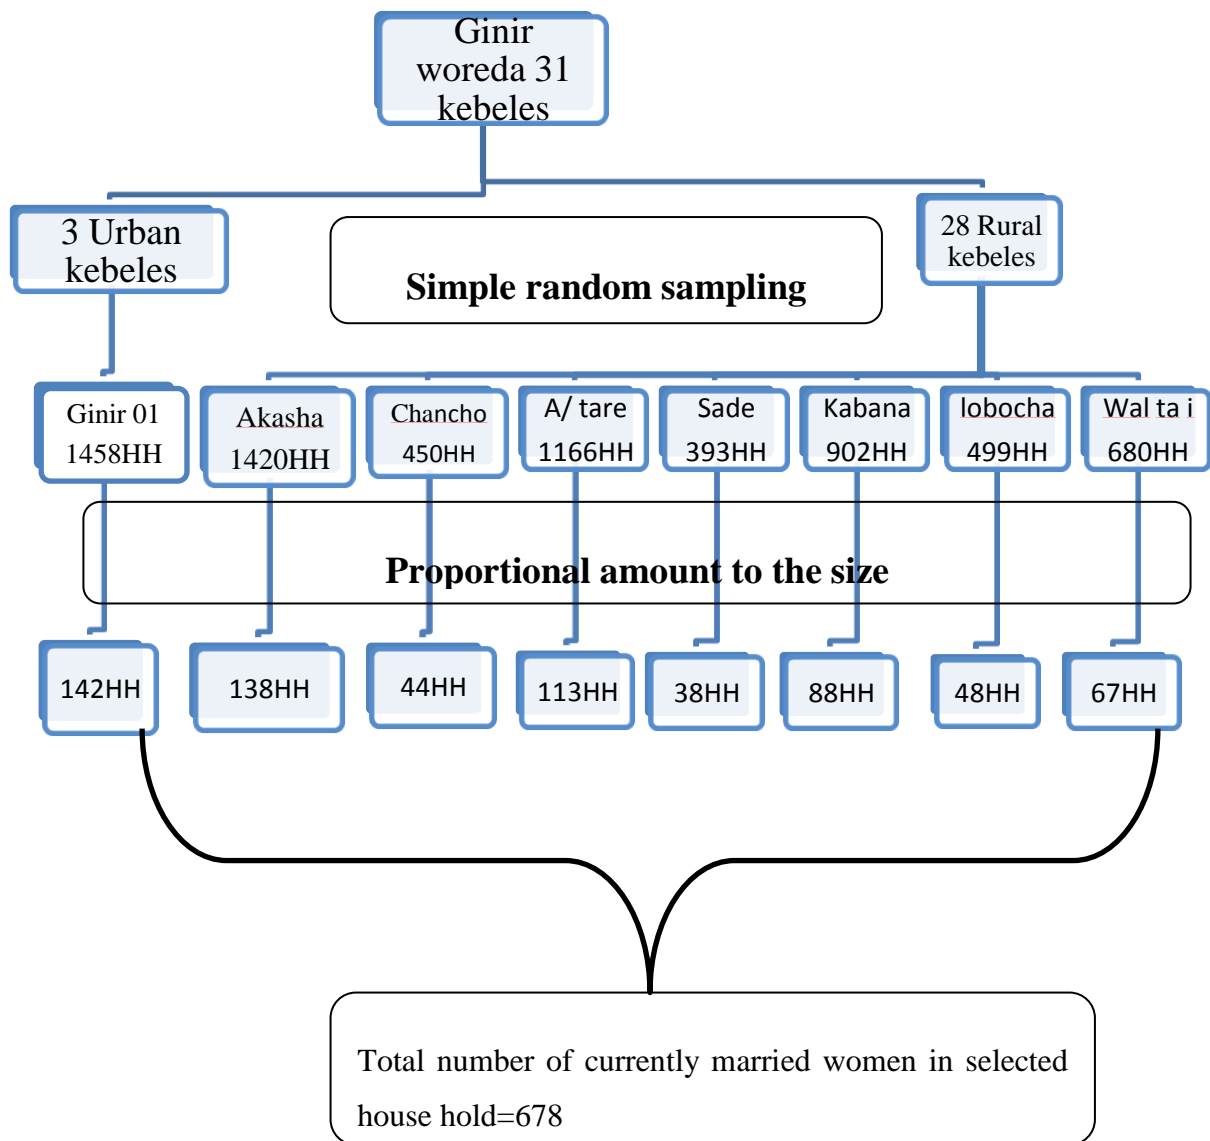 Ginir
woreda 31
kebeles
3 Urban
kebeles
28 Rural
kebeles
Simple random sampling
Ginir 01
1458HH
Akasha
1420HH
Chancho
450HH
A/ tare
1166HH
Sade
393HH
Kabana
902HH
lobocha
499HH
Wal ta i
680HH
Proportional amount to the size
142HH
138HH
44HH
113HH
38HH
88HH
48HH
67HH
Total number of currently married women in selected
house hold=678